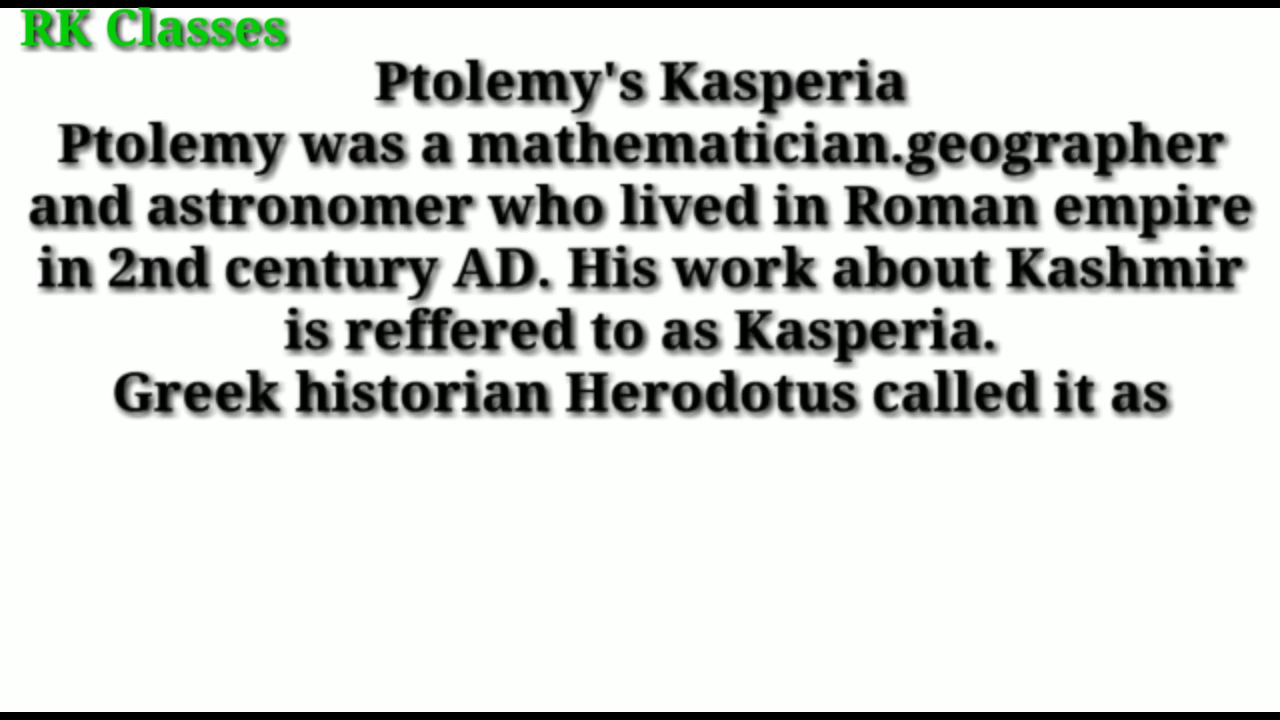 RK Classes
Ptolemy's Kasperia
Ptolemy was a mathematician.geographer
and astronomer who lived in Roman empire
in 2nd century AD. His work about Kashmir
is reffered to as Kasperia.
Greek historian Herodotus called it as